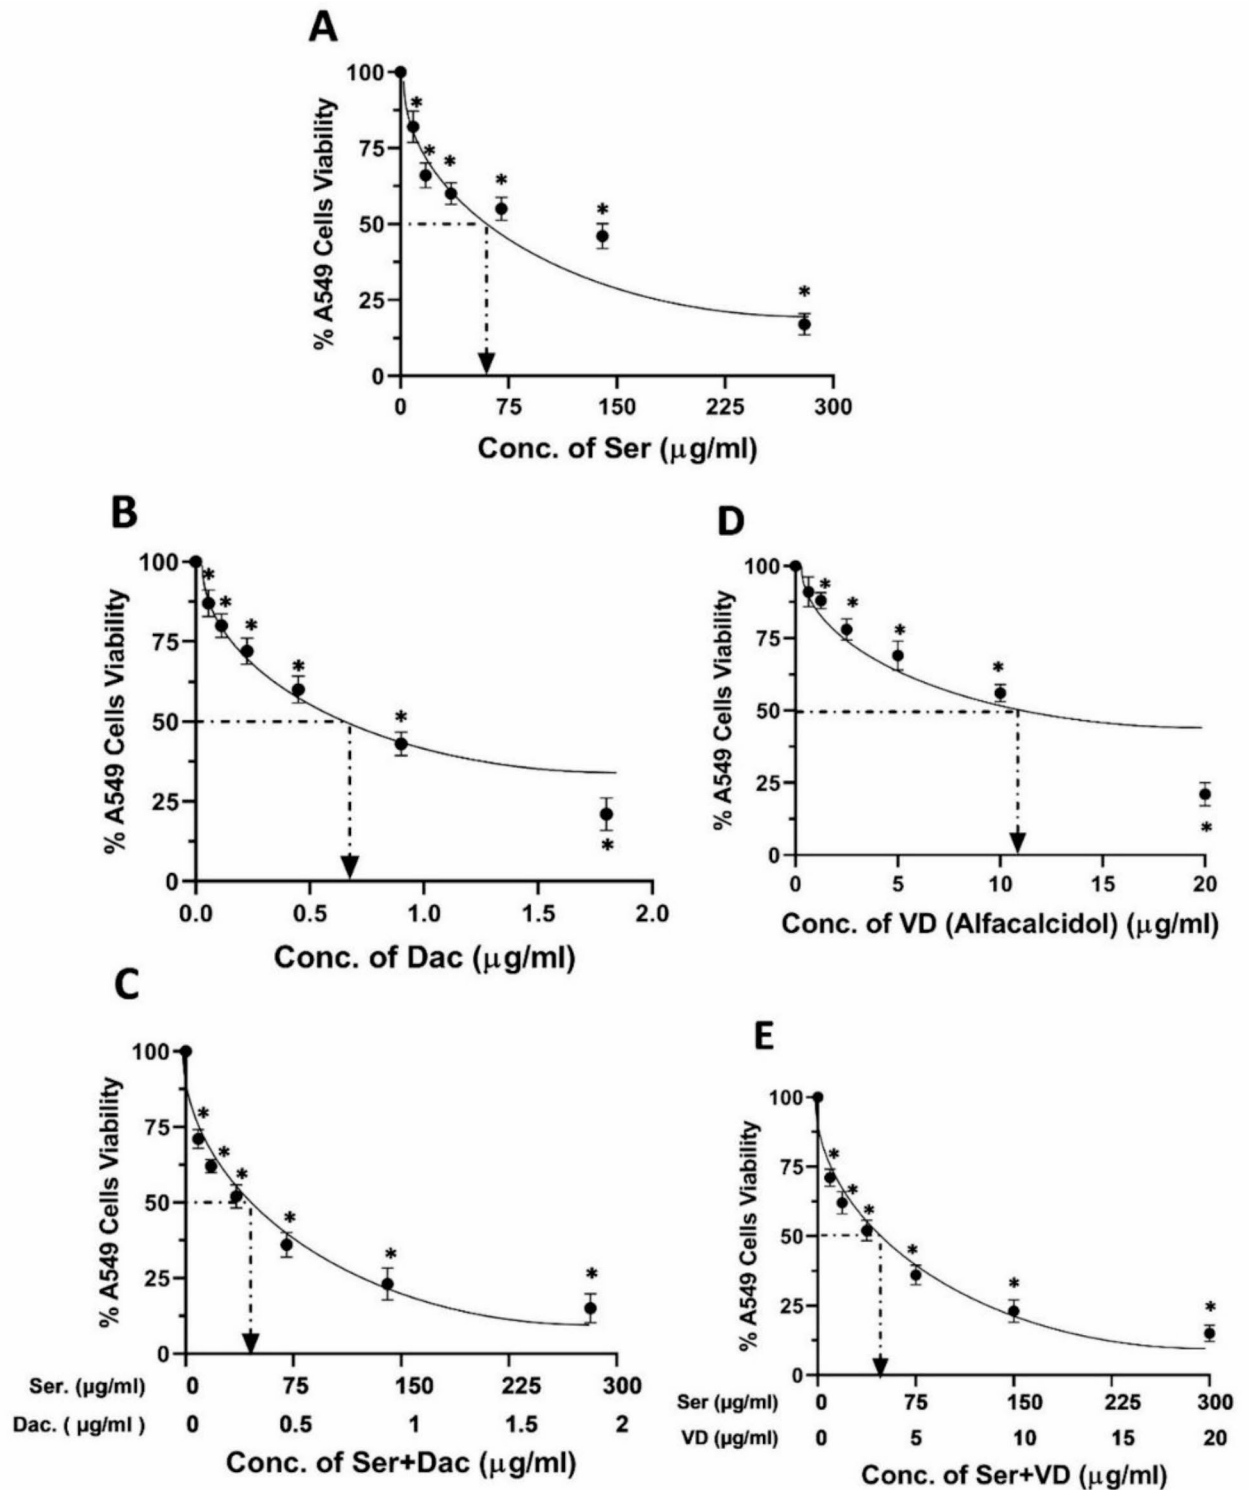 A
% A549 Cells Viability
100
75
50
25
0
* * * * * *
0 75 150 225 300
Conc. of Ser (μg/ml)
B
% A549 Cells Viability
100
75
50
25
0
* * * * * *
0.0 0.5 1.0 1.5 2.0
Conc. of Dac (μg/ml)
D
% A549 Cells Viability
100
75
50
25
0
* * * * *
0 5 10 15 20
Conc. of VD (Alfacalcidol) (μg/ml)
C
% A549 Cells Viability
100
75
50
25
0
* * * * * *
Ser. (μg/ml) 0 75 150 225 300
Dac. ( μg/ml ) 0 0.5 1 1.5 2
Conc. of Ser+Dac (μg/ml)
E
% A549 Cells Viability
100
75
50
25
0
* * * * * *
Ser (μg/ml) 0 75 150 225 300
VD (μg/ml) 0 5 10 15 20
Conc. of Ser+VD (μg/ml)